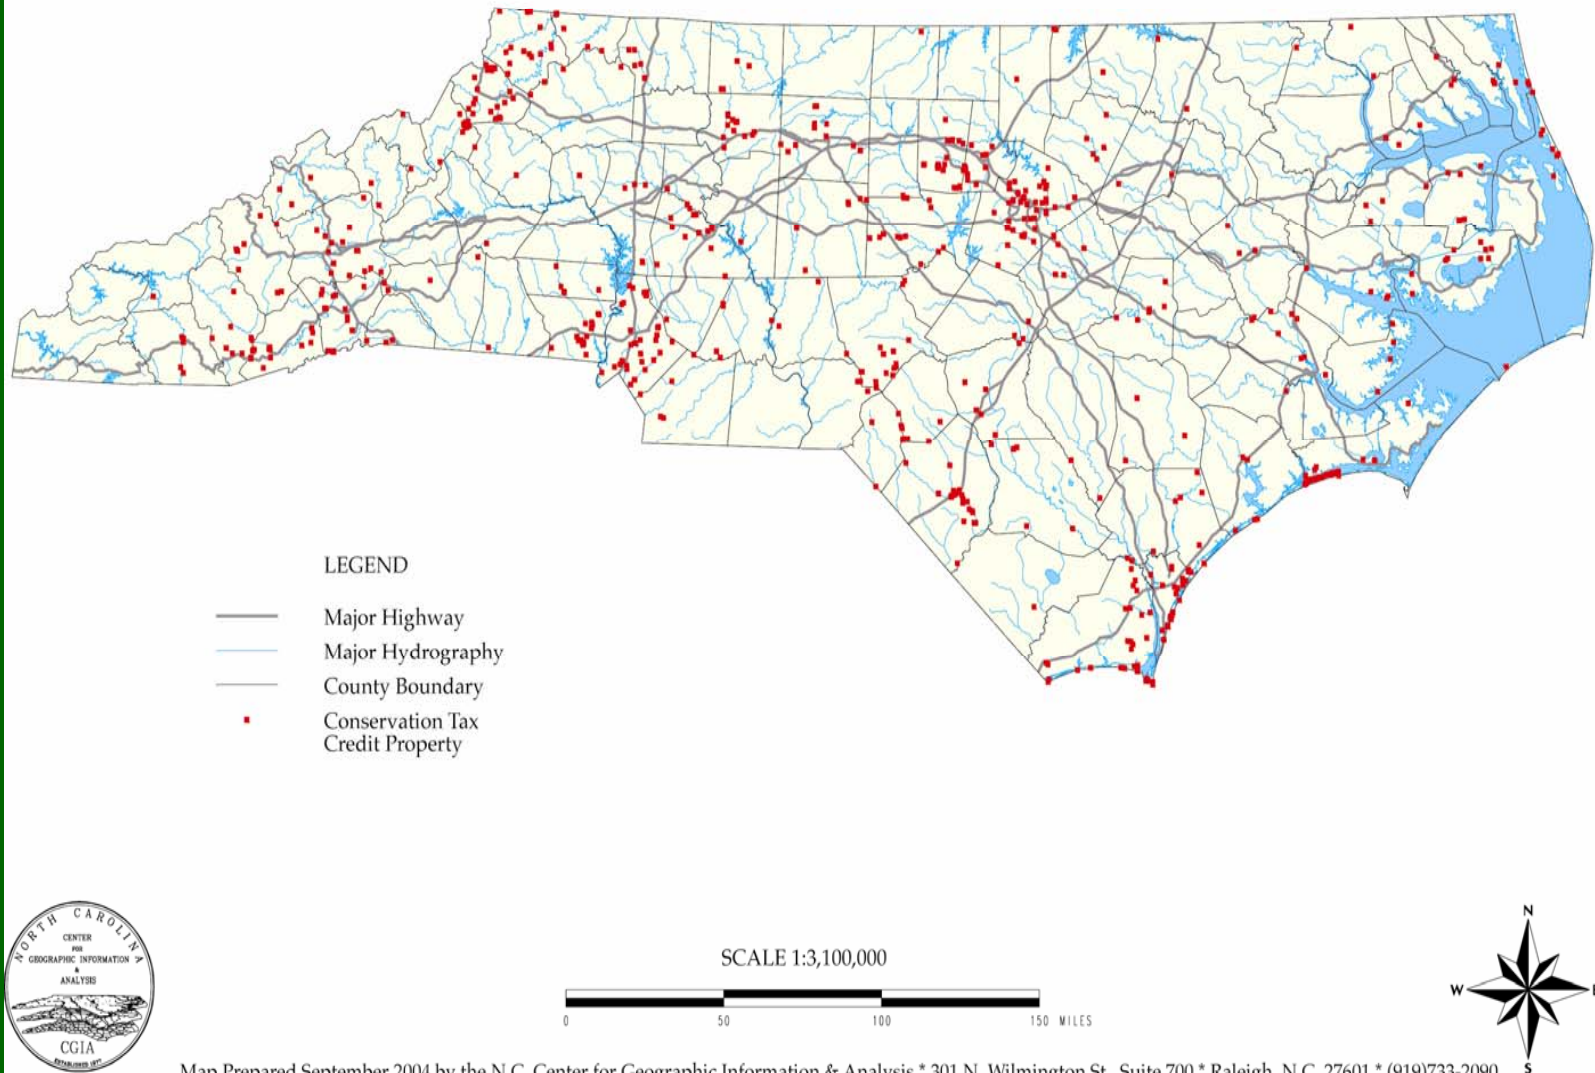 LEGEND
Major Highway
Major Hydrography
County Boundary
Conservation Tax
Credit Property
NORTH CAROLINA
CENTER
FOR
GEOGRAPHIC INFORMATION
&
ANALYSIS
CGIA
ESTABLISHED 1977
SCALE 1:3,100,000
0 50 100 150 MILES
N
W E
S
Map Prepared September 2004 by the N.C. Center for Geographic Information & Analysis * 301 N. Wilmington St., Suite 700 * Raleigh, N.C. 27601 * (919)733-2090